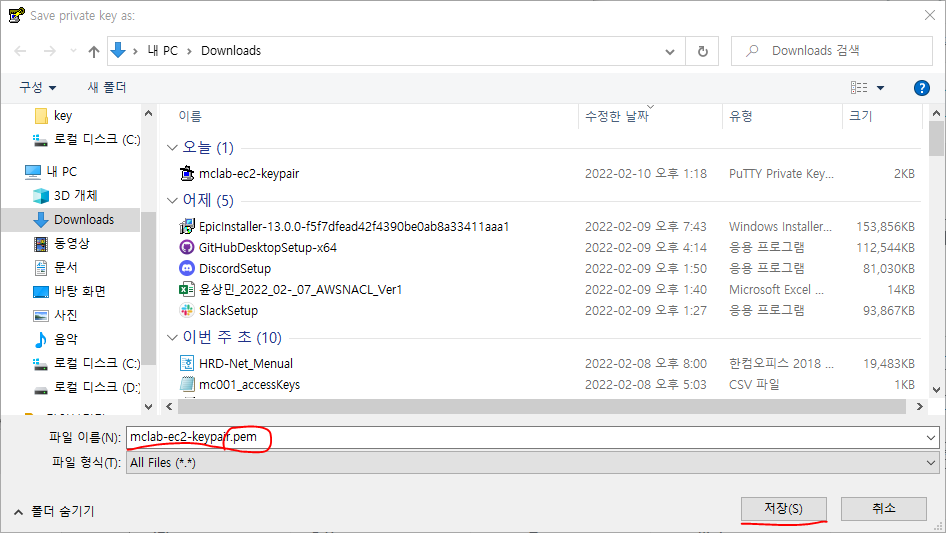 Save private key as:
내 PC > Downloads
Downloads 검색
구성 새 폴더
key
로컬 디스크 (C:)
내 PC
3D 개체
Downloads
동영상
문서
바탕 화면
사진
음악
로컬 디스크 (C:)
로컬 디스크 (D:)
이름 수정한 날짜 유형 크기
오늘 (1)
mclab-ec2-keypair 2022-02-10 오후 1:18 PuTTY Private Key... 2KB
어제 (5)
EpicInstaller-13.0.0-f5f7dfead42f4390be0ab8a33411aaa1 2022-02-09 오후 7:43 Windows Installer... 153,856KB
GitHubDesktopSetup-x64 2022-02-09 오후 4:14 응용 프로그램 112,544KB
DiscordSetup 2022-02-09 오후 1:50 응용 프로그램 81,030KB
윤상민_2022_02-_07_AWSNACL_Ver1 2022-02-09 오후 1:40 Microsoft Excel ... 14KB
SlackSetup 2022-02-09 오후 1:27 응용 프로그램 93,867KB
이번 주 초 (10)
HRD-Net_Menual 2022-02-08 오후 8:00 한컴오피스 2018 ... 19,483KB
mc001_accessKeys 2022-02-08 오후 5:03 CSV 파일 1KB
파일 이름(N): mclab-ec2-keypair.pem
파일 형식(T): All Files (*.*)
폴더 숨기기
저장(S) 취소